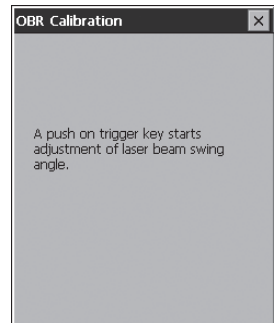 OBR Calibration
A push on trigger key starts
adjustment of laser beam swing
angle.